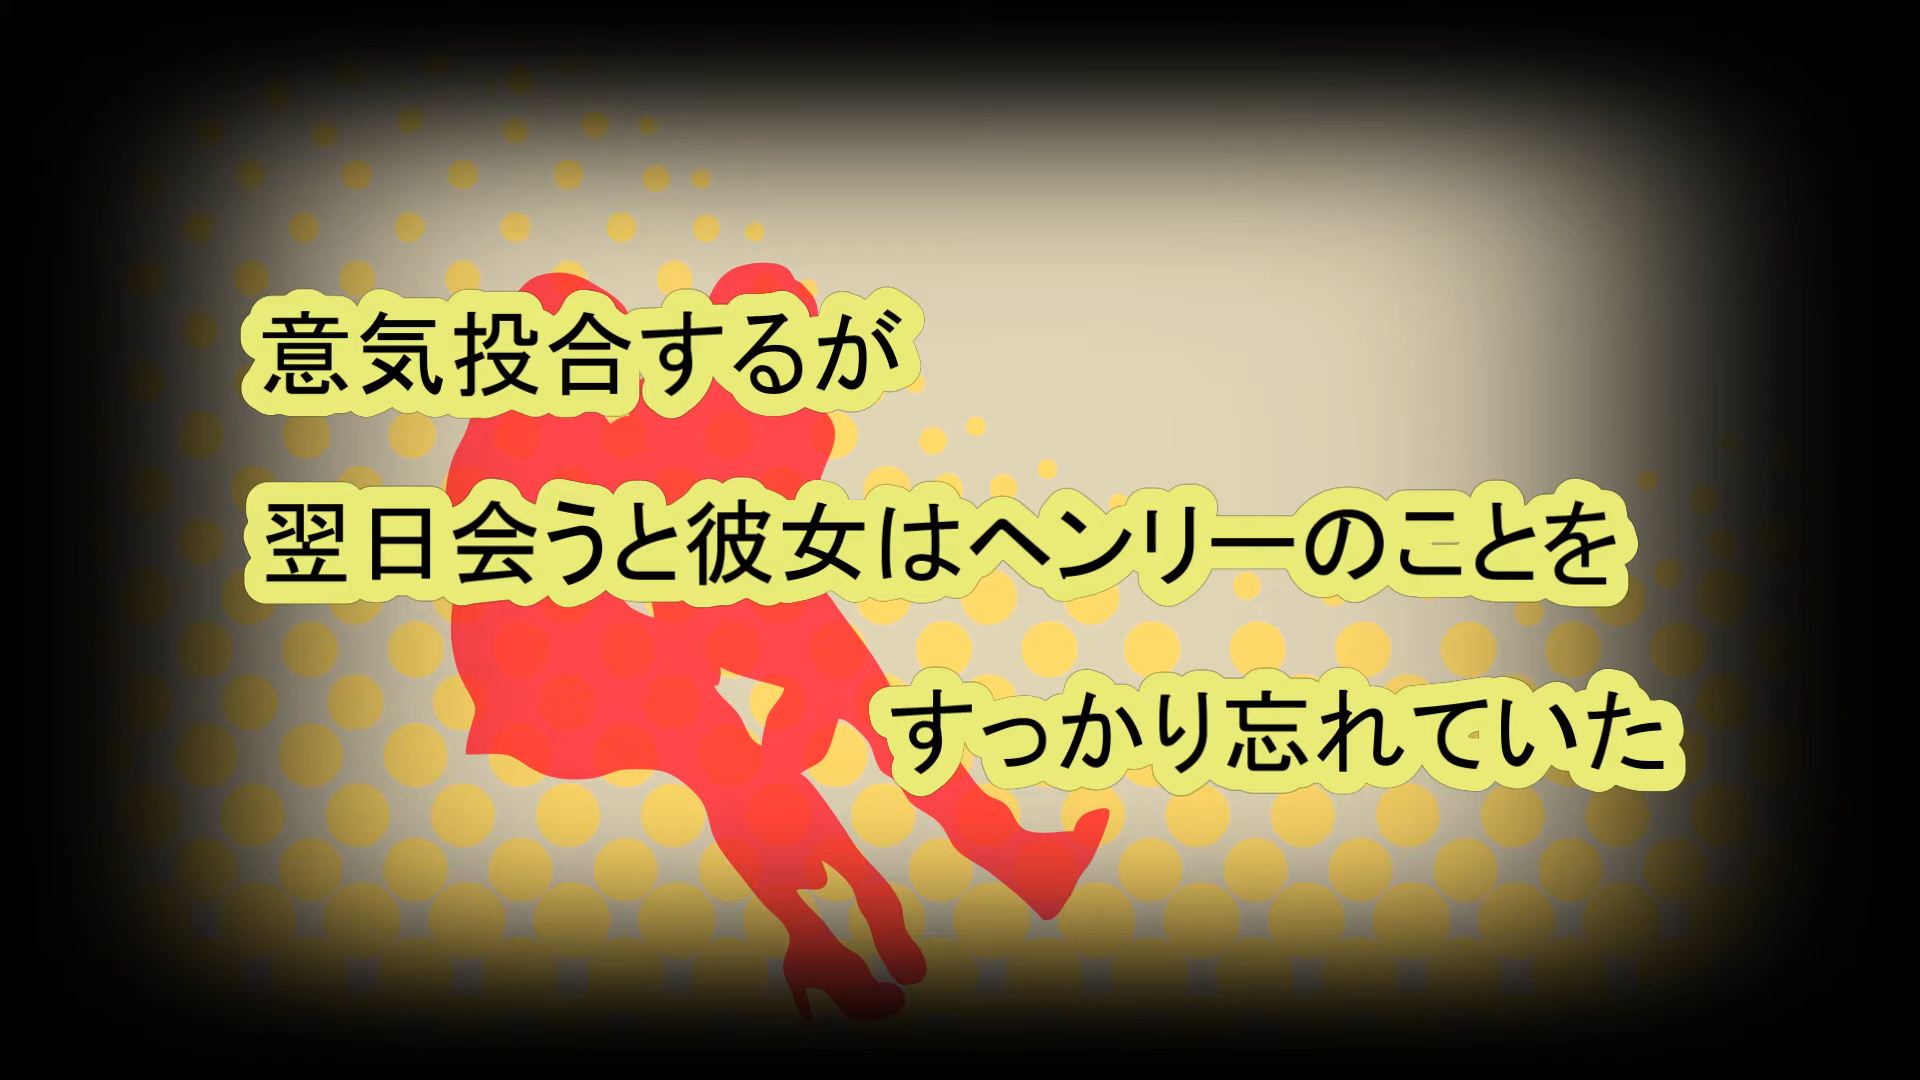 意気投合するが
翌日会うと彼女はヘンリーのことを
すっかり忘れていた